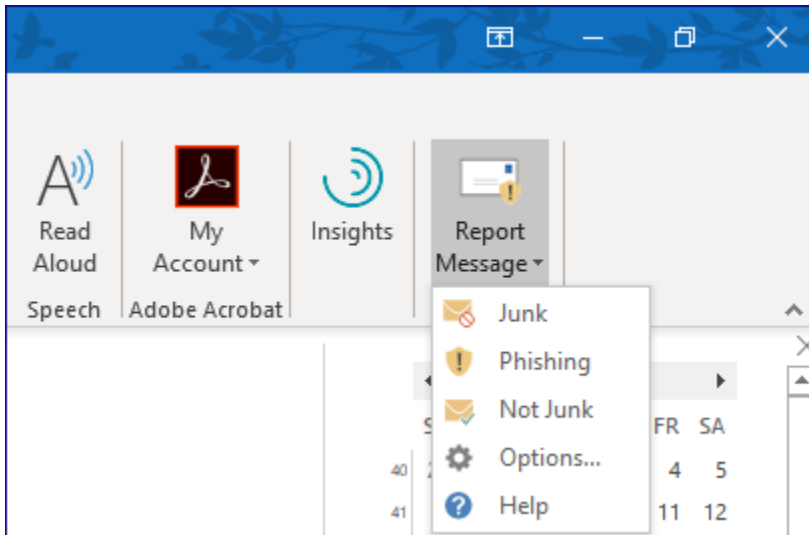 Read Aloud
My Account
Insights
Report Message
Speech
Adobe Acrobat
Junk
Phishing
Not Junk
Options...
Help
FR SA
40 4 5
41 11 12